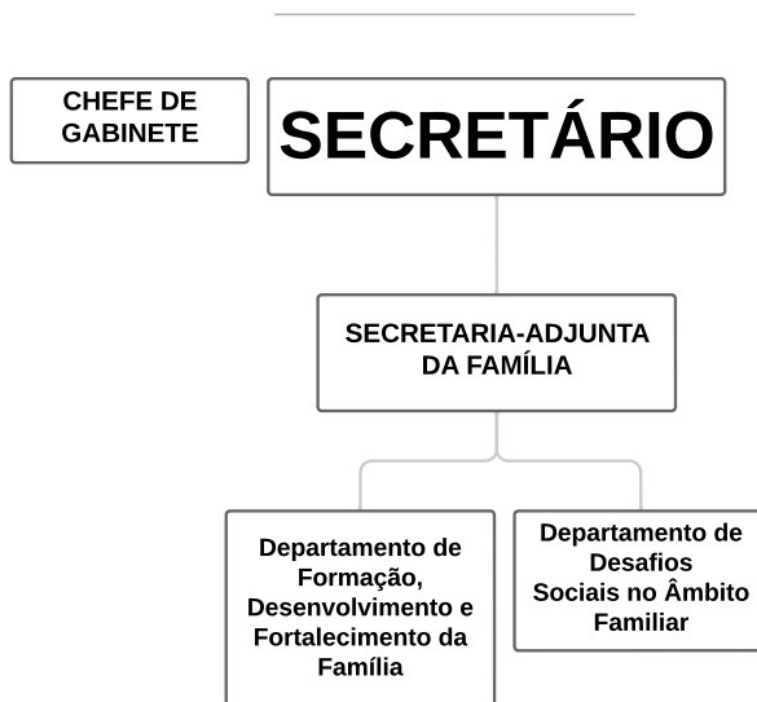 CHEFE DE
GABINETE
SECRETÁRIO
SECRETARIA-ADJUNTA
DA FAMÍLIA
Departamento de
Formação,
Desenvolvimento e
Fortalecimento da
Família
Departamento de
Desafios
Sociais no Âmbito
Familiar